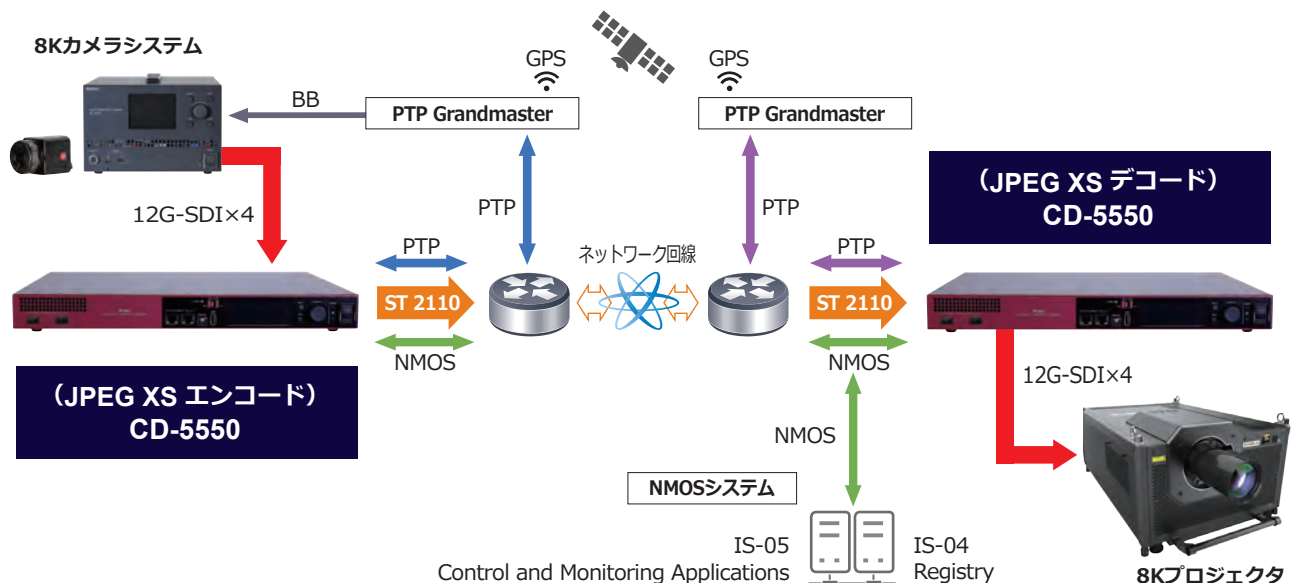 8Kカメラシステム
GPS
GPS
BB
PTP Grandmaster
PTP Grandmaster
12G-SDI×4
PTP
PTP
(JPEG XS デコード)
CD-5550
PTP
ネットワーク回線
PTP
ST 2110
ST 2110
NMOS
NMOS
(JPEG XS エンコード)
CD-5550
12G-SDI×4
NMOS
NMOSシステム
IS-05
Control and Monitoring Applications
IS-04
Registry
8Kプロジェクタ